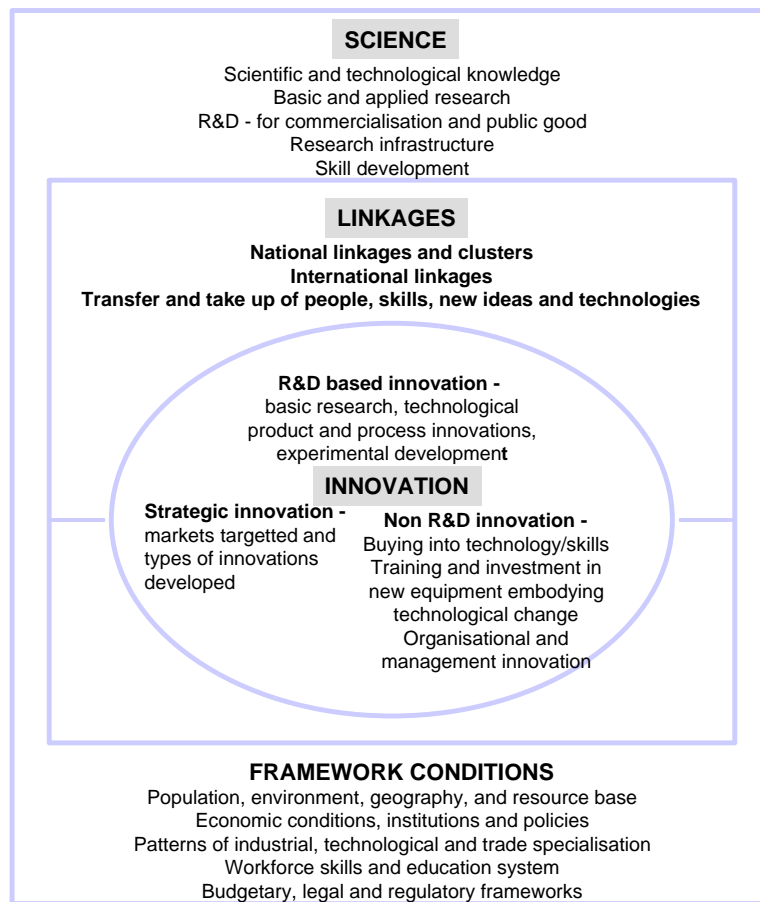 SCIENCE
Scientific and technological knowledge
Basic and applied research
R&D - for commercialisation and public good
Research infrastructure
Skill development
LINKAGES
National linkages and clusters
International linkages
Transfer and take up of people, skills, new ideas and technologies
R&D based innovation -
basic research, technological
product and process innovations,
experimental development
INNOVATION
Strategic innovation -
markets targetted and
types of innovations
developed
Non R&D innovation -
Buying into technology/skills
Training and investment in
new equipment embodying
technological change
Organisational and
management innovation
FRAMEWORK CONDITIONS
Population, environment, geography, and resource base
Economic conditions, institutions and policies
Patterns of industrial, technological and trade specialisation
Workforce skills and education system
Budgetary, legal and regulatory frameworks